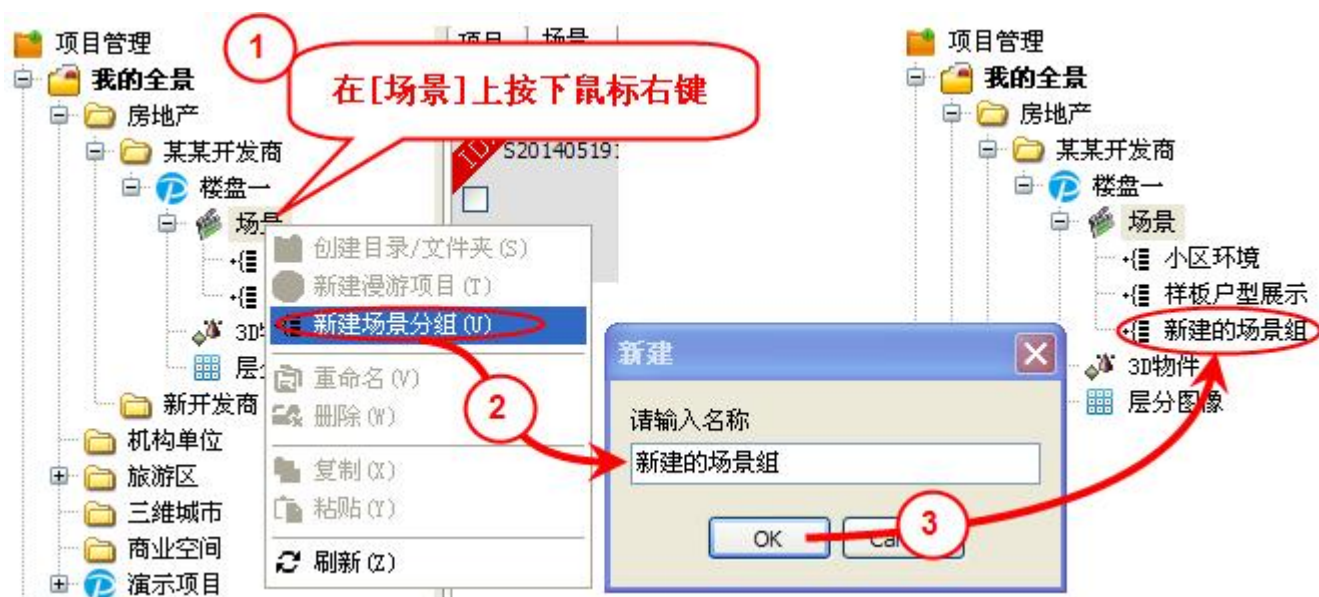 项目管理
我的全景
房地产
某某开发商
楼盘一
场景
3D
层
新开发商
机构单位
旅游区
三维城市
商业空间
演示项目
1
在[场景]上按下鼠标右键
项目
场景
S20140519
创建目录/文件夹(S)
新建漫游项目(T)
新建场景分组(U)
重命名(V)
删除(W)
复制(X)
粘贴(Y)
刷新(Z)
2
新建
请输入名称
新建的场景组
OK
3
项目管理
我的全景
房地产
某某开发商
楼盘一
场景
小区环境
样板户型展示
新建的场景组
3D物件
层分图像